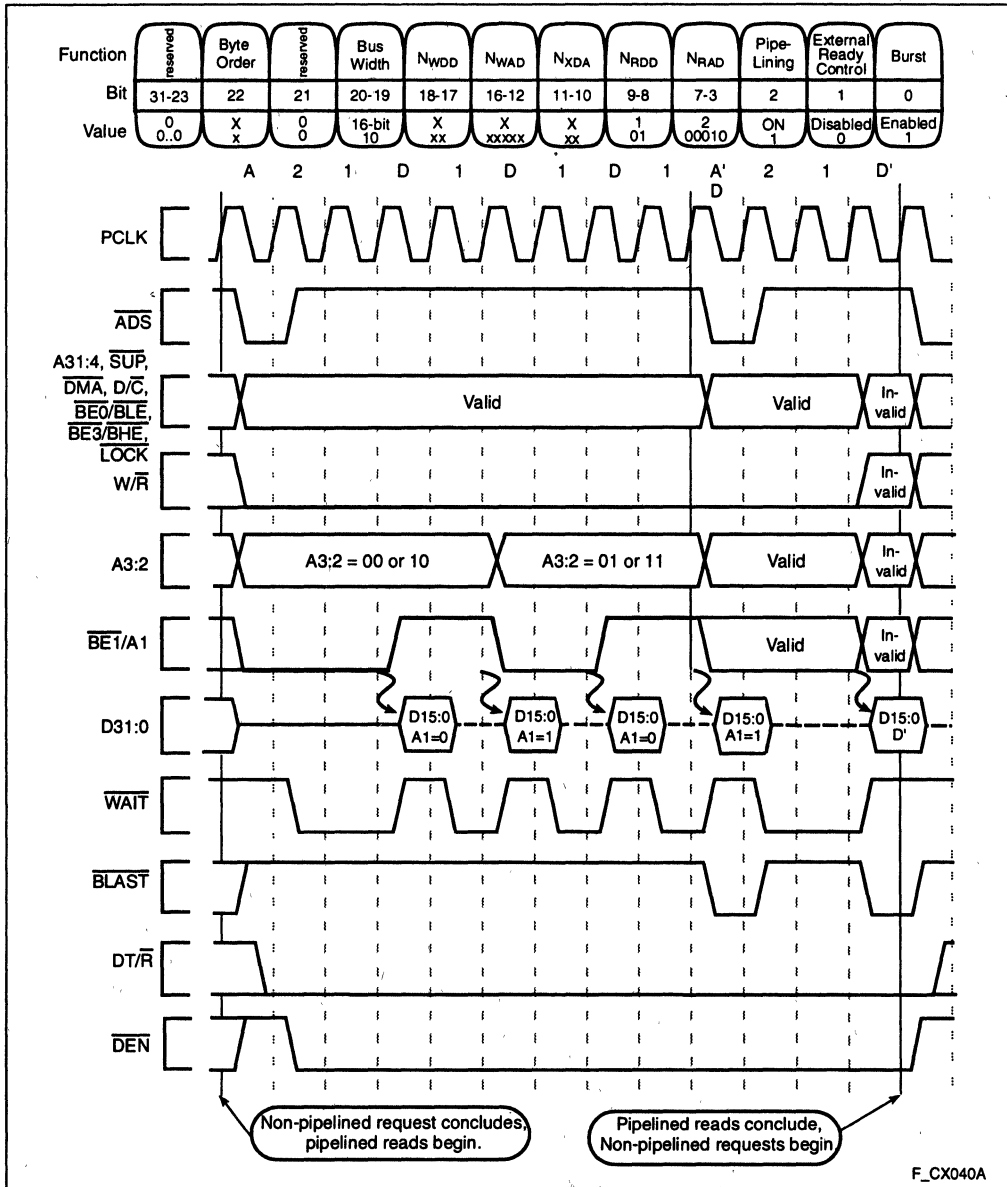 Function
reserved
Byte Order
reserved
Bus Width
NWDD
NWAD
NXDA
NRDD
NRAD
Pipe-Lining
External Ready Control
Burst
Bit
31-23
22
21
20-19
18-17
16-12
11-10
9-8
7-3
2
1
0
Value
0 0..0
X x
0 0
16-bit 10
X xx
X xxxxx
X xx
1 01
2 00010
ON 1
Disabled 0
Enabled 1
A 2 1 D 1 D 1 D 1 A' 2 1 D'
D
PCLK
ADS
A31:4, SUP,
DMA, D/C,
BE0/BLE,
BE3/BHE,
LOCK
Valid
Valid
In-valid
W/R
In-valid
A3:2
A3:2 = 00 or 10
A3:2 = 01 or 11
Valid
In-valid
BE1/A1
Valid
In-valid
D31:0
D15:0 A1=0
D15:0 A1=1
D15:0 A1=0
D15:0 A1=1
D15:0 D'
WAIT
BLAST
DT/R
DEN
Non-pipelined request concludes,
pipelined reads begin.
Pipelined reads conclude,
Non-pipelined requests begin.
F_CX040A